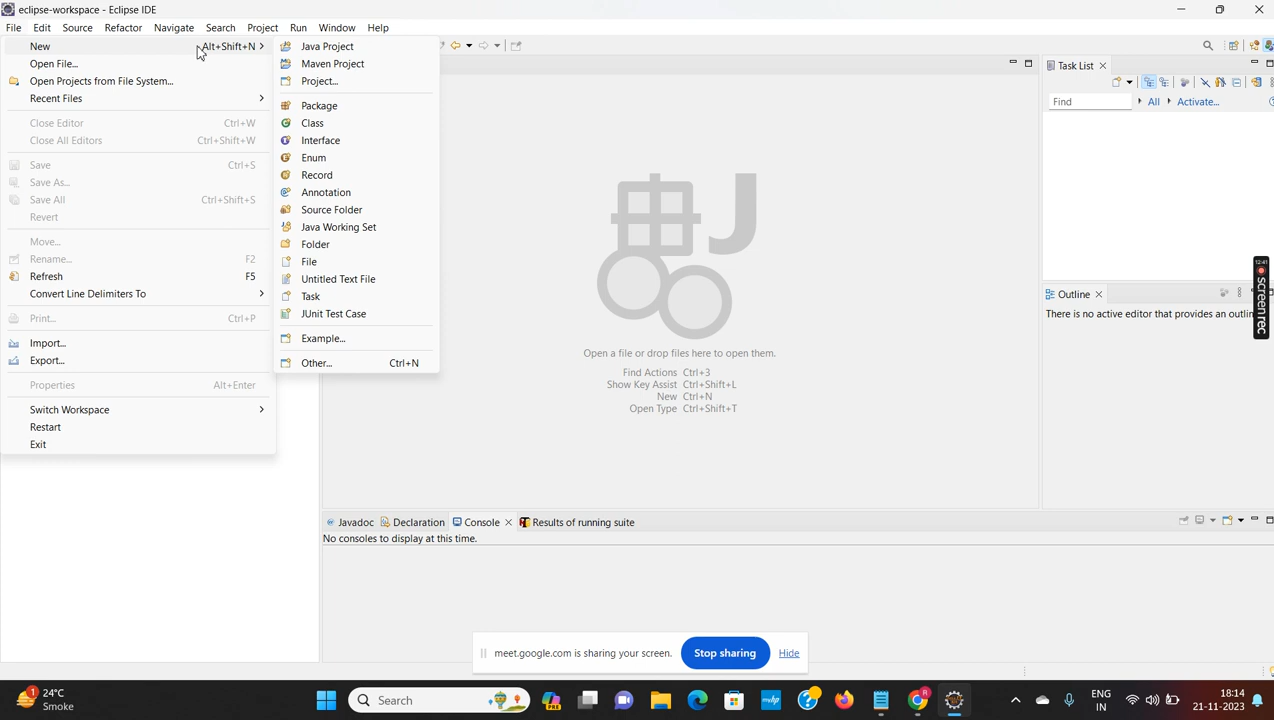 eclipse-workspace - Eclipse IDE
File Edit Source Refactor Navigate Search Project Run Window Help
New Alt+Shift+N
Open File...
Open Projects from File System...
Recent Files
Close Editor Ctrl+W
Close All Editors Ctrl+Shift+W
Save Ctrl+S
Save As...
Save All Ctrl+Shift+S
Revert
Move...
Rename... F2
Refresh F5
Convert Line Delimiters To
Print... Ctrl+P
Import...
Export...
Properties Alt+Enter
Switch Workspace
Restart
Exit
Java Project
Maven Project
Project...
Package
Class
Interface
Enum
Record
Annotation
Source Folder
Java Working Set
Folder
File
Untitled Text File
Task
JUnit Test Case
Example...
Other... Ctrl+N
Open a file or drop files here to open them.
Find Actions Ctrl+3
Show Key Assist Ctrl+Shift+L
New Ctrl+N
Open Type Ctrl+Shift+T
Task List
Find All Activate...
Outline
There is no active editor that provides an outlin
12:41
screenrec
Javadoc Declaration Console Results of running suite
No consoles to display at this time.
meet.google.com is sharing your screen. Stop sharing Hide
1
24°C
Smoke
Search
PRE
ENG
IN
18:14
21-11-2023